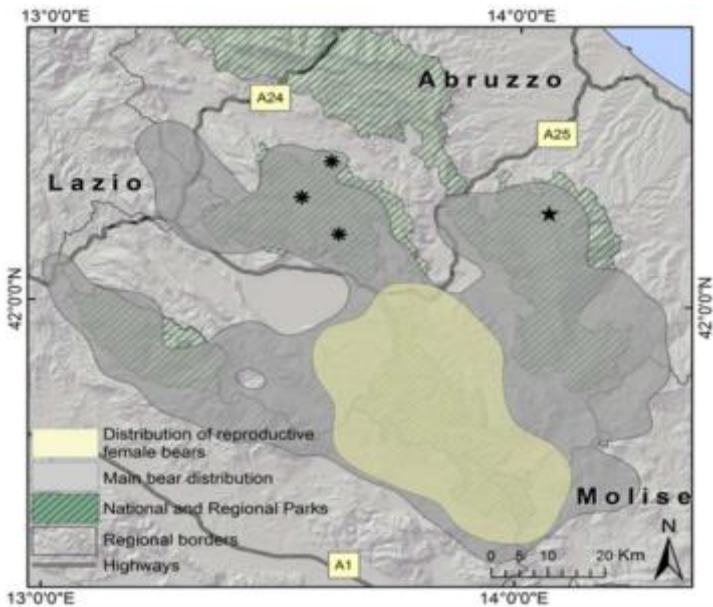 13°0'0"E
14°0'0"E
Abruzzo
A24
A25
Lazio
42°0'0"N
42°0'0"N
Distribution of reproductive
female bears
Main bear distribution
National and Regional Parks
Regional borders
Highways
Molise
N
0 5 10 20 Km
A1
13°0'0"E
14°0'0"E